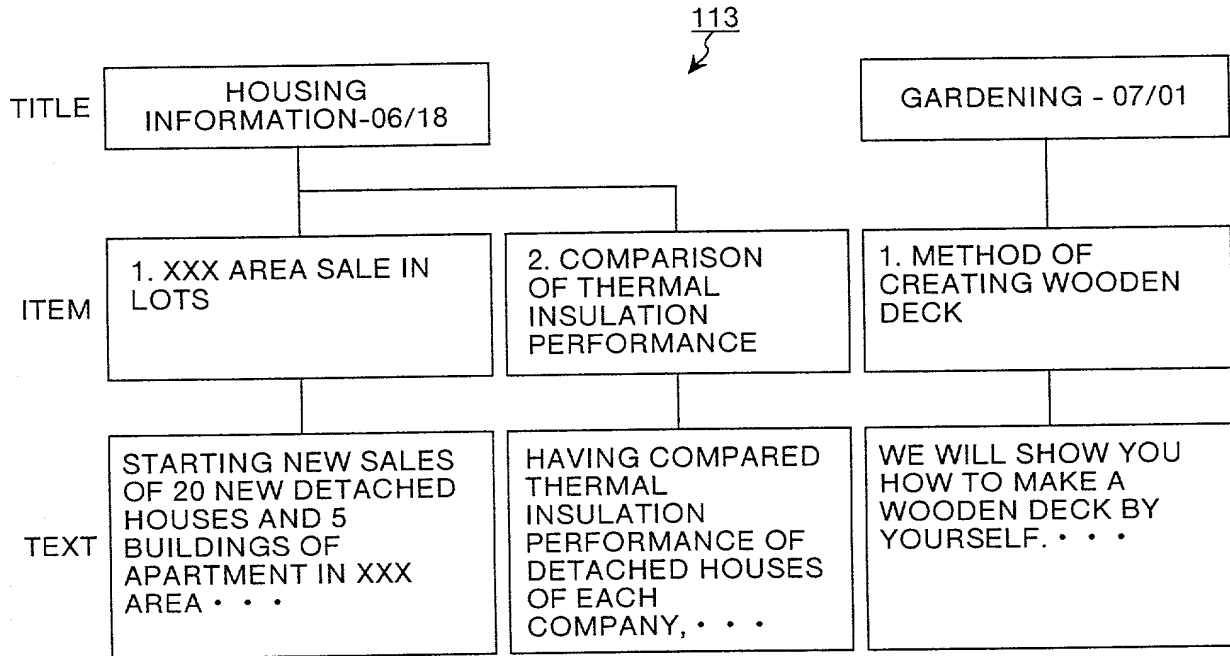 113
TITLE
HOUSING
INFORMATION-06/18
GARDENING - 07/01
ITEM
1. XXX AREA SALE IN
LOTS
2. COMPARISON
OF THERMAL
INSULATION
PERFORMANCE
1. METHOD OF
CREATING WOODEN
DECK
TEXT
STARTING NEW SALES
OF 20 NEW DETACHED
HOUSES AND 5
BUILDINGS OF
APARTMENT IN XXX
AREA・・・
HAVING COMPARED
THERMAL
INSULATION
PERFORMANCE OF
DETACHED HOUSES
OF EACH
COMPANY,・・・
WE WILL SHOW YOU
HOW TO MAKE A
WOODEN DECK BY
YOURSELF.・・・